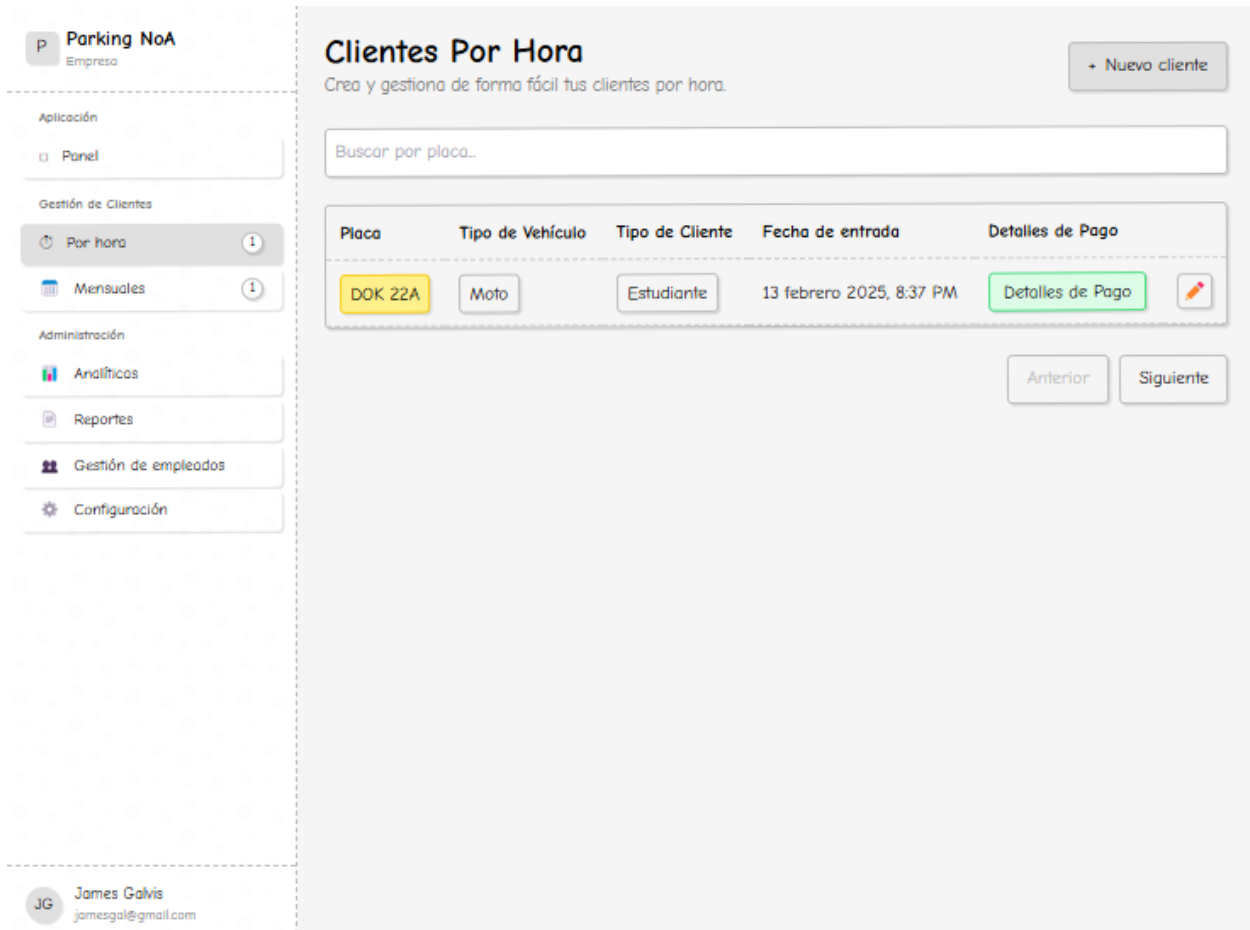 P
Parking NoA
Empresa
Aplicación
Panel
Gestión de Clientes
Por hora 1
Mensuales 1
Administración
Analíticas
Reportes
Gestión de empleados
Configuración
JG
James Galvis
jamesgal@gmail.com
Clientes Por Hora
Crea y gestiona de forma fácil tus clientes por hora.
+ Nuevo cliente
Buscar por placa...
Placa Tipo de Vehículo Tipo de Cliente Fecha de entrada Detalles de Pago
DOK 22A Moto Estudiante 13 febrero 2025, 8:37 PM Detalles de Pago
Anterior Siguiente